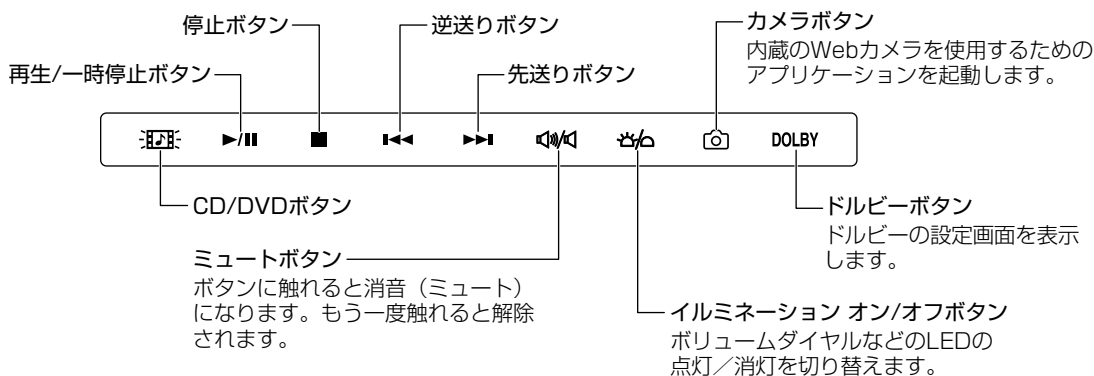 停止ボタン
逆送りボタン
カメラボタン
内蔵のWebカメラを使用するための
アプリケーションを起動します。
再生/一時停止ボタン
先送りボタン
DOLBY
CD/DVDボタン
ドルビーボタン
ドルビーの設定画面を表示
します。
ミュートボタン
ボタンに触れると消音（ミュート）
になります。もう一度触れると解除
されます。
イルミネーション オン/オフボタン
ボリュームダイヤルなどのLEDの
点灯／消灯を切り替えます。